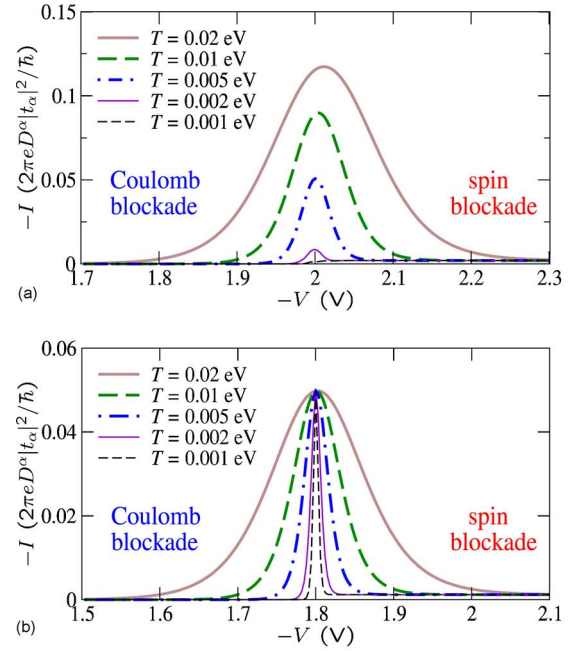 0.15
0.1
0.05
0
−I (2πeD^α|t_α|²/ħ)
T = 0.02 eV
T = 0.01 eV
T = 0.005 eV
T = 0.002 eV
T = 0.001 eV
Coulomb
blockade
spin
blockade
1.7 1.8 1.9 2 2.1 2.2 2.3
(a)
−V (V)
0.06
0.04
0.02
0
−I (2πeD^α|t_α|²/ħ)
T = 0.02 eV
T = 0.01 eV
T = 0.005 eV
T = 0.002 eV
T = 0.001 eV
Coulomb
blockade
spin
blockade
1.5 1.6 1.7 1.8 1.9 2 2.1
(b)
−V (V)